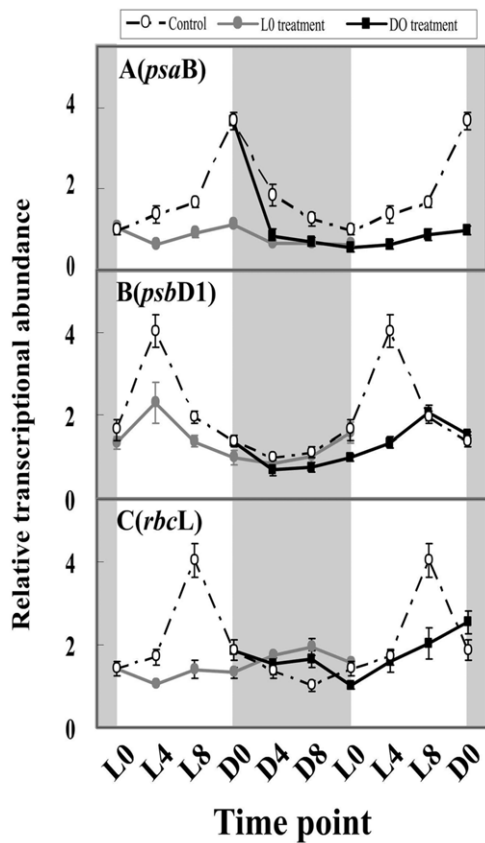 Control L0 treatment DO treatment
A(psaB)
4
2
0
B(psbD1)
4
2
0
C(rbcL)
4
2
0
Relative transcriptional abundance
L0 L4 L8 D0 D4 D8 L0 L4 L8 D0
Time point